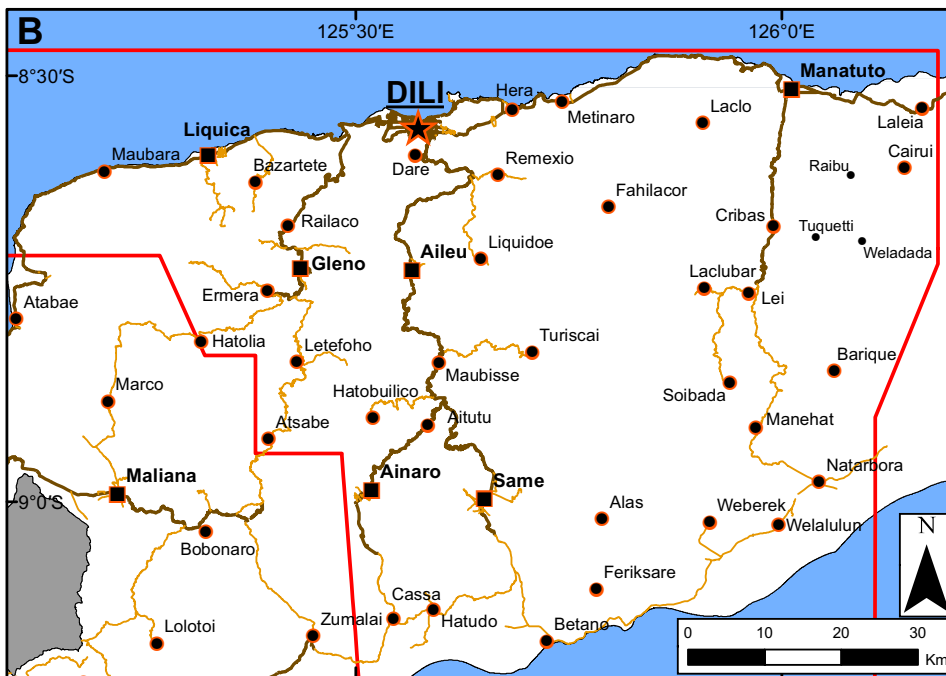 B
125°30'E
126°0'E
8°30'S
DILI
Hera
Metinaro
Manatuto
Laclo
Laleia
Liquica
Maubara
Bazartete
Dare
Remexio
Raibu
Cairui
Fahilacor
Railaco
Cribas
Tuquetti
Weladada
Gleno
Aileu
Liquidoe
Ermera
Laclubar
Lei
Atabae
Hatolia
Letefoho
Turiscai
Maubisse
Barique
Marco
Hatobuilico
Soibada
Atsabe
Aitutu
Manehat
Maliana
Ainaro
Same
Natarbora
9°0'S
Alas
Weberek
Welalulun
Bobonaro
N
Feriksare
Cassa
Zumalai
Hatudo
Betano
Lolotoi
0 10 20 30
Km